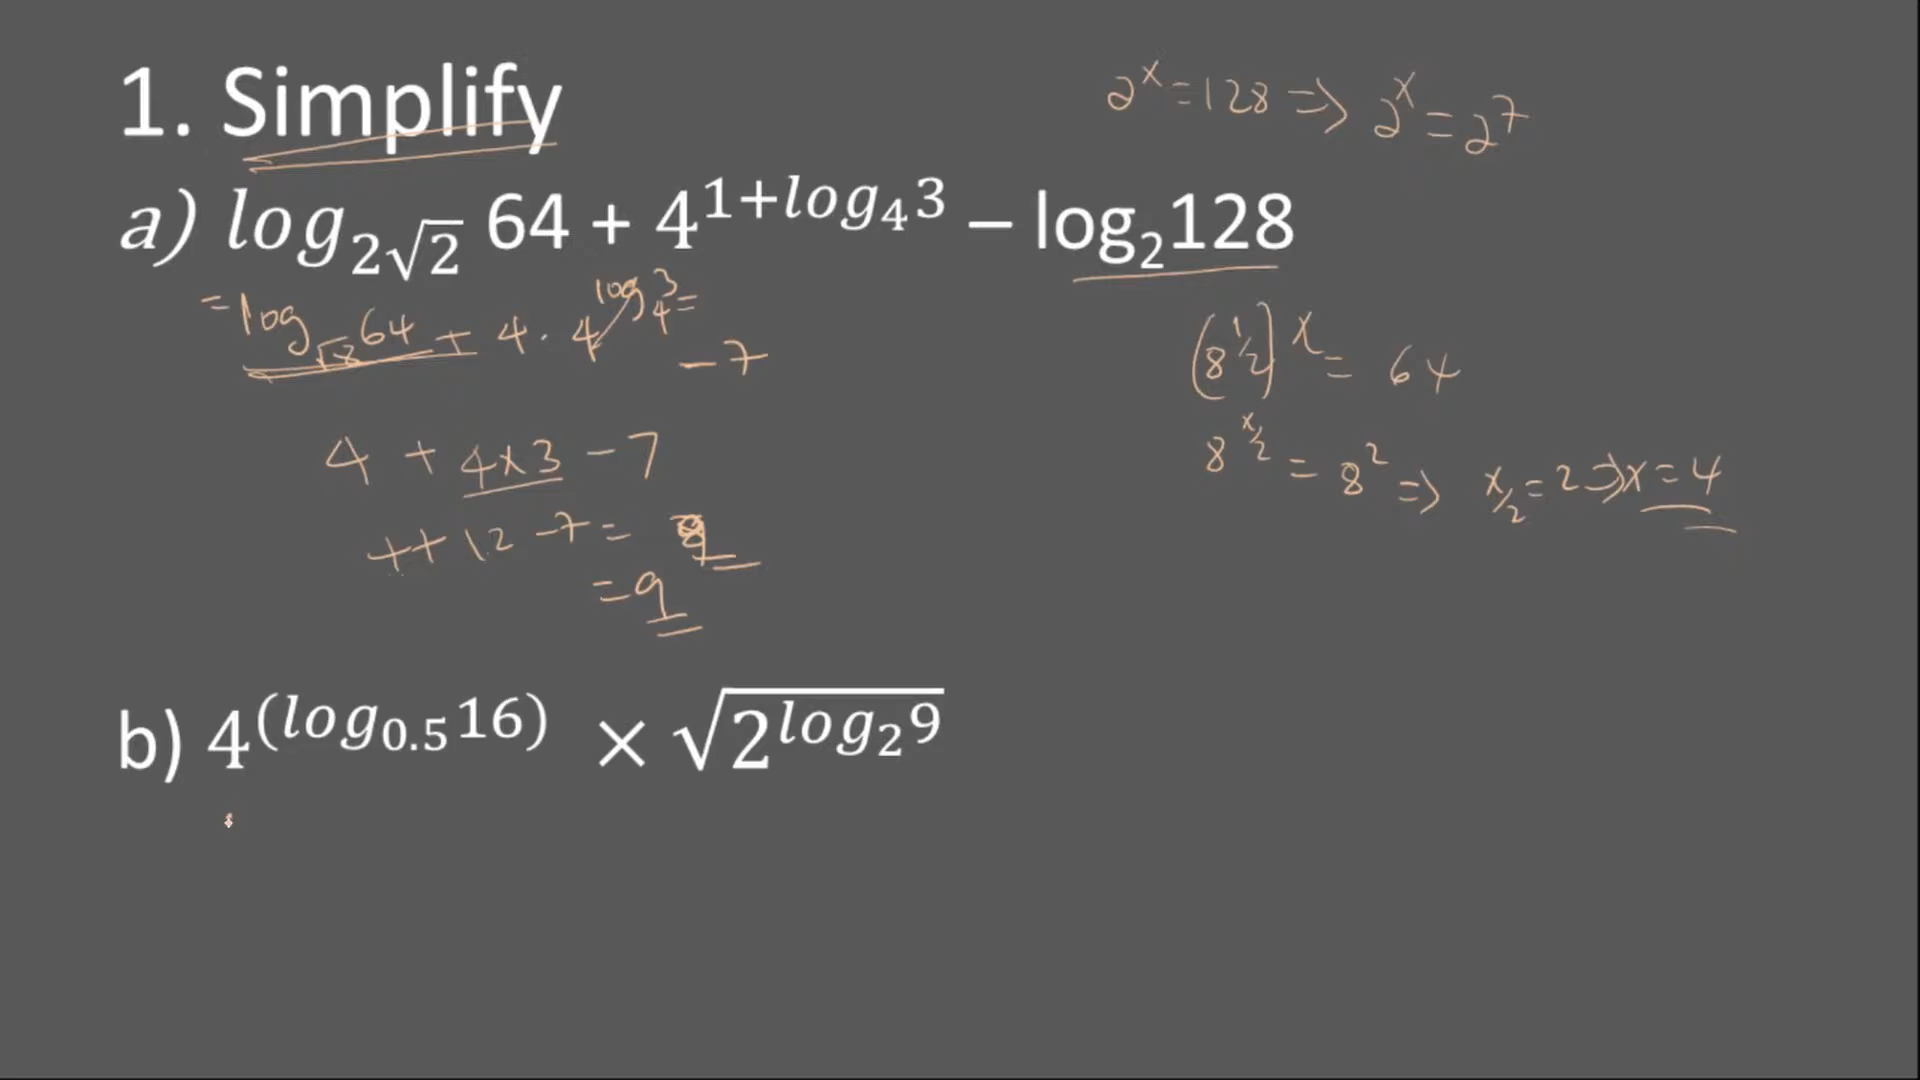 1. Simplify
2^x = 128 => 2^x = 2^7
a) log_{2√2} 64 + 4^{1+log_4 3} − log_2 128
= log_{√8} 64 + 4 · 4^{log_4 3} =
− 7
(8^{1/2})^x = 64
4 + 4×3 − 7
8^{x/2} = 8^2 => x/2 = 2 => x = 4
++ 12 − 7 = 9
= 9
b) 4^{(log_{0.5} 16)} × √(2^{log_2 9})